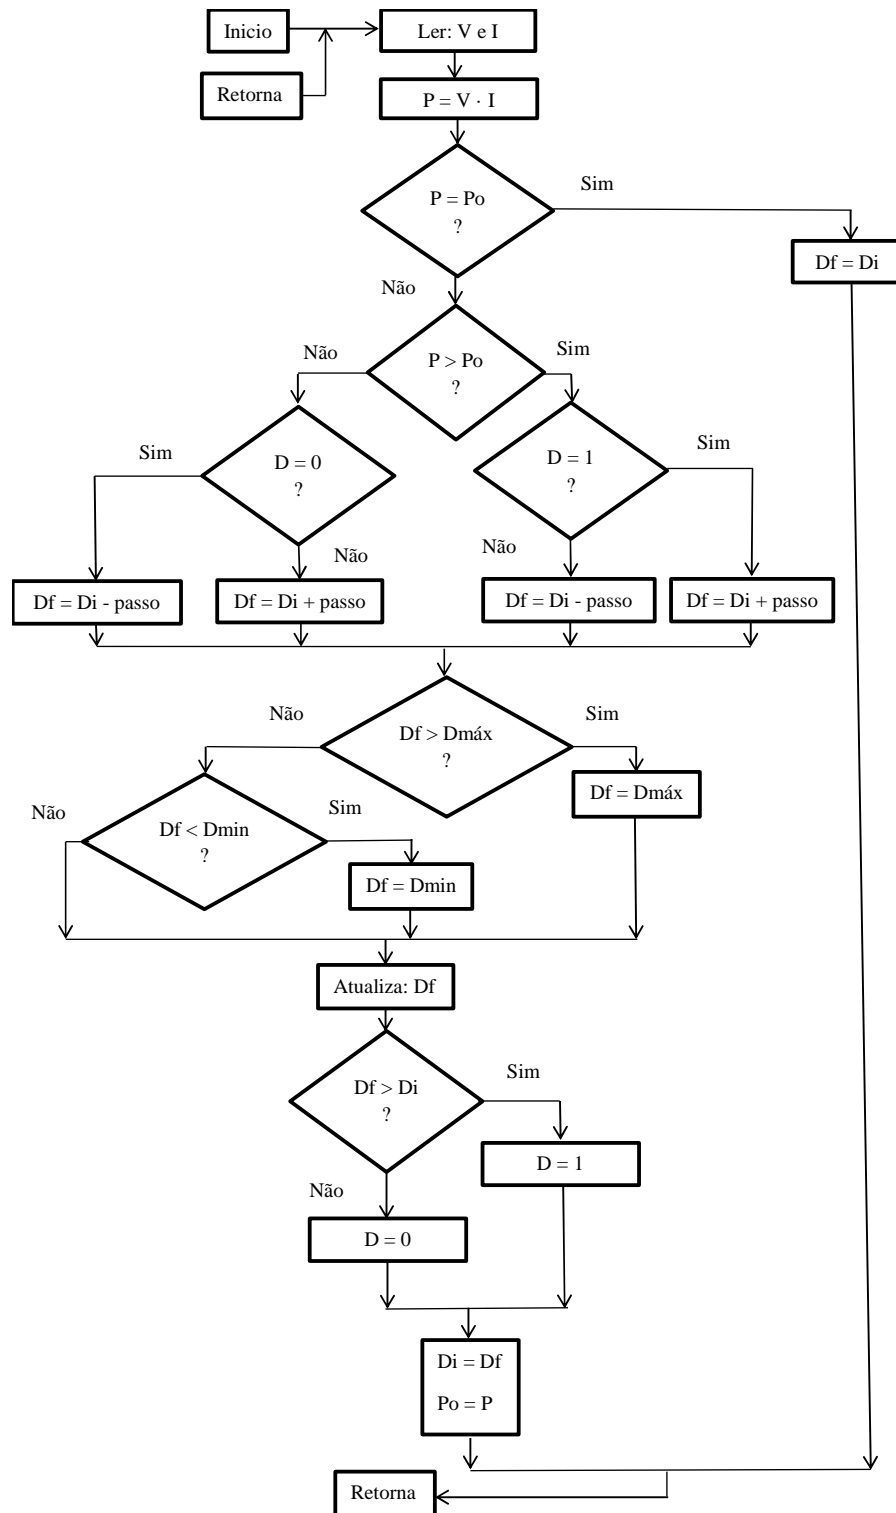 Inicio
Ler: V e I
Retorna
P = V · I
Sim
P = Po
?
Df = Di
Não
Não
P > Po
?
Sim
Sim
D = 0
?
D = 1
?
Sim
Não
Não
Df = Di - passo
Df = Di + passo
Df = Di - passo
Df = Di + passo
Não
Df > Dmáx
?
Sim
Df = Dmáx
Não
Df < Dmin
?
Sim
Df = Dmin
Atualiza: Df
Df > Di
?
Sim
D = 1
Não
D = 0
Di = Df
Po = P
Retorna